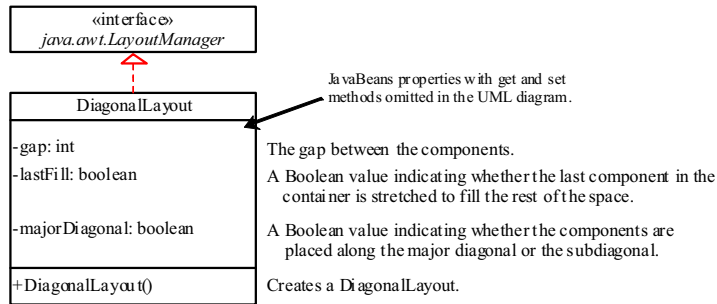 «interface»
java.awt.LayoutManager
JavaBeans properties with get and set
methods omitted in the UML diagram.
DiagonalLayout
-gap: int
The gap between the components.
-lastFill: boolean
A Boolean value indicating whether the last component in the
container is stretched to fill the rest of the space.
-majorDiagonal: boolean
A Boolean value indicating whether the components are
placed along the major diagonal or the subdiagonal.
+DiagonalLayout()
Creates a DiagonalLayout.